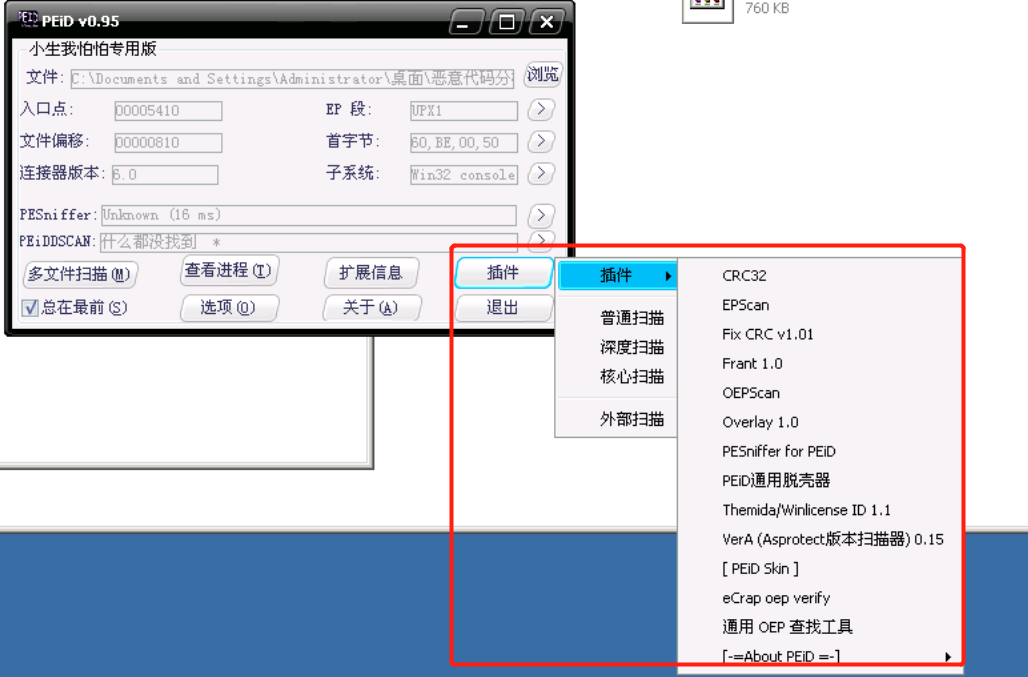 760 KB
PEiD v0.95
小生我怕怕专用版
文件: C:\Documents and Settings\Administrator\桌面\恶意代码分 浏览
入口点: 00005410 EP 段: UPX1 >
文件偏移: 00000810 首字节: 60,BE,00,50 >
连接器版本: 6.0 子系统: Win32 console >
PESniffer: Unknown (16 ms) >
PEiDDSCAN: 什么都没找到 * >
多文件扫描(M) 查看进程(T) 扩展信息 插件
总在最前(S) 选项(O) 关于(A) 退出
插件
普通扫描
深度扫描
核心扫描
外部扫描
CRC32
EPScan
Fix CRC v1.01
Frant 1.0
OEPScan
Overlay 1.0
PESniffer for PEiD
PEiD通用脱壳器
Themida/Winlicense ID 1.1
VerA (Asprotect版本扫描器) 0.15
[ PEiD Skin ]
eCrap oep verify
通用 OEP 查找工具
[-=About PEiD =-]